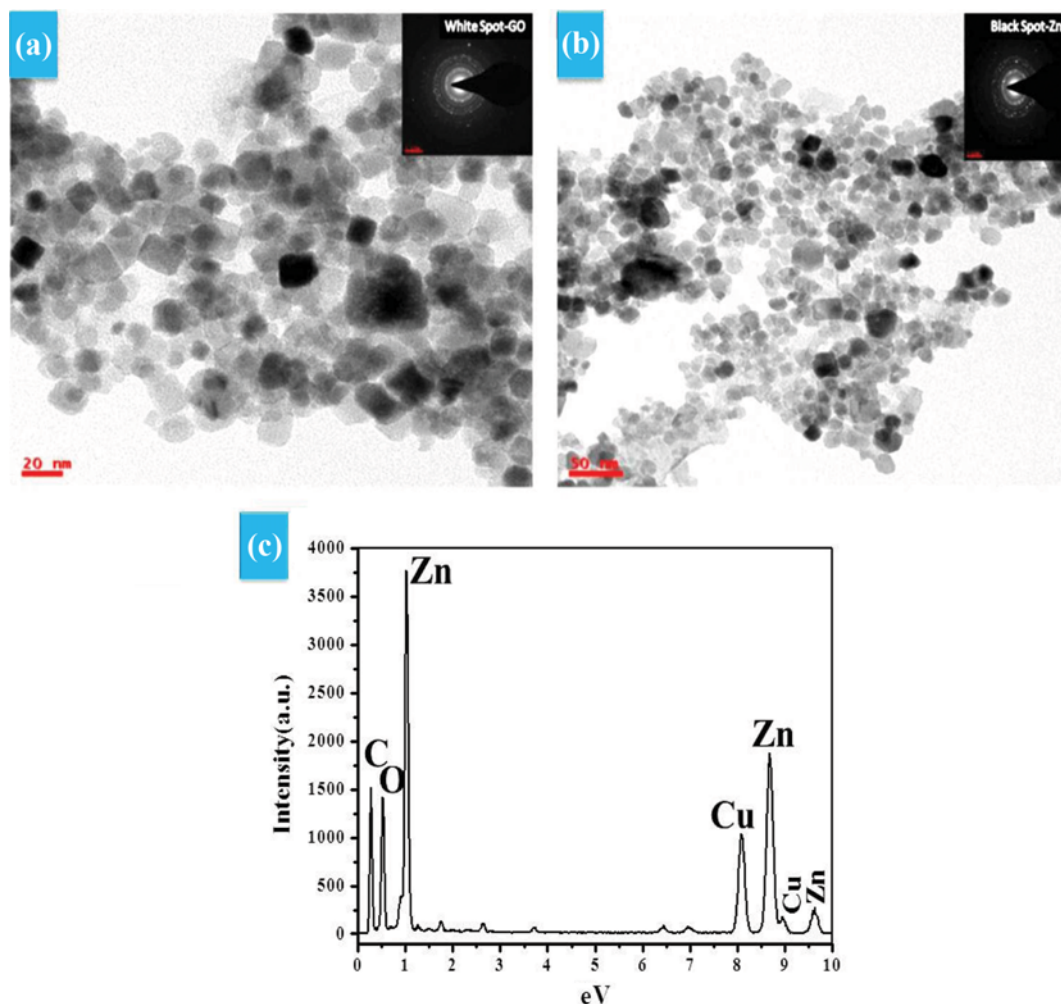 (a)
White Spot-GO
20 nm
(b)
Black Spot-Zn
50 nm
(c)
4000
3500
3000
2500
2000
1500
1000
500
0
Intensity(a.u.)
C
O
Zn
Cu
Zn
Cu
Zn
0 1 2 3 4 5 6 7 8 9 10
eV